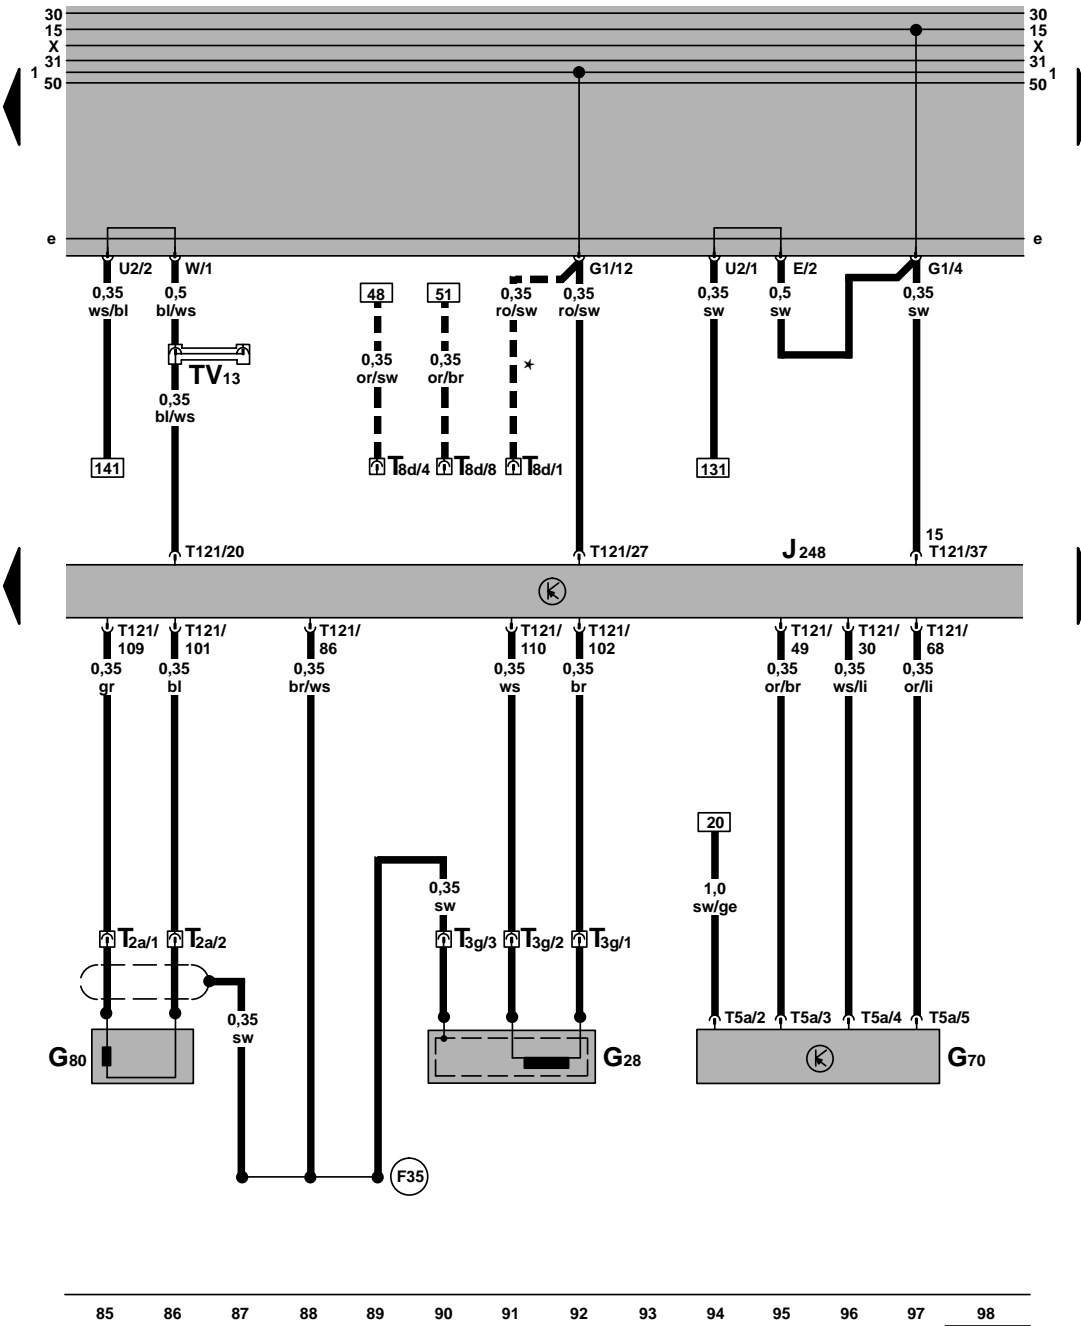 30 30
15 15
X X
31 31
1 1
50 50
e e
U2/2 W/1 G1/12 U2/1 E/2 G1/4
0,35 0,5 48 51 0,35 0,35 0,35 0,5 0,35
ws/bl bl/ws ro/sw ro/sw sw sw sw
0,35 0,35
or/sw or/br *
TV13
0,35
bl/ws
141 T8d/4 T8d/8 T8d/1 131
15
T121/20 T121/27 J248 T121/37
T121/ T121/ T121/ T121/ T121/ T121/ T121/ T121/
109 101 86 110 102 49 30 68
0,35 0,35 0,35 0,35 0,35 0,35 0,35 0,35
gr bl br/ws ws br or/br ws/li or/li
20
0,35 1,0
sw sw/ge
T2a/1 T2a/2 T3g/3 T3g/2 T3g/1
0,35 T5a/2 T5a/3 T5a/4 T5a/5
sw
G80 G28 G70
F35
85 86 87 88 89 90 91 92 93 94 95 96 97 98